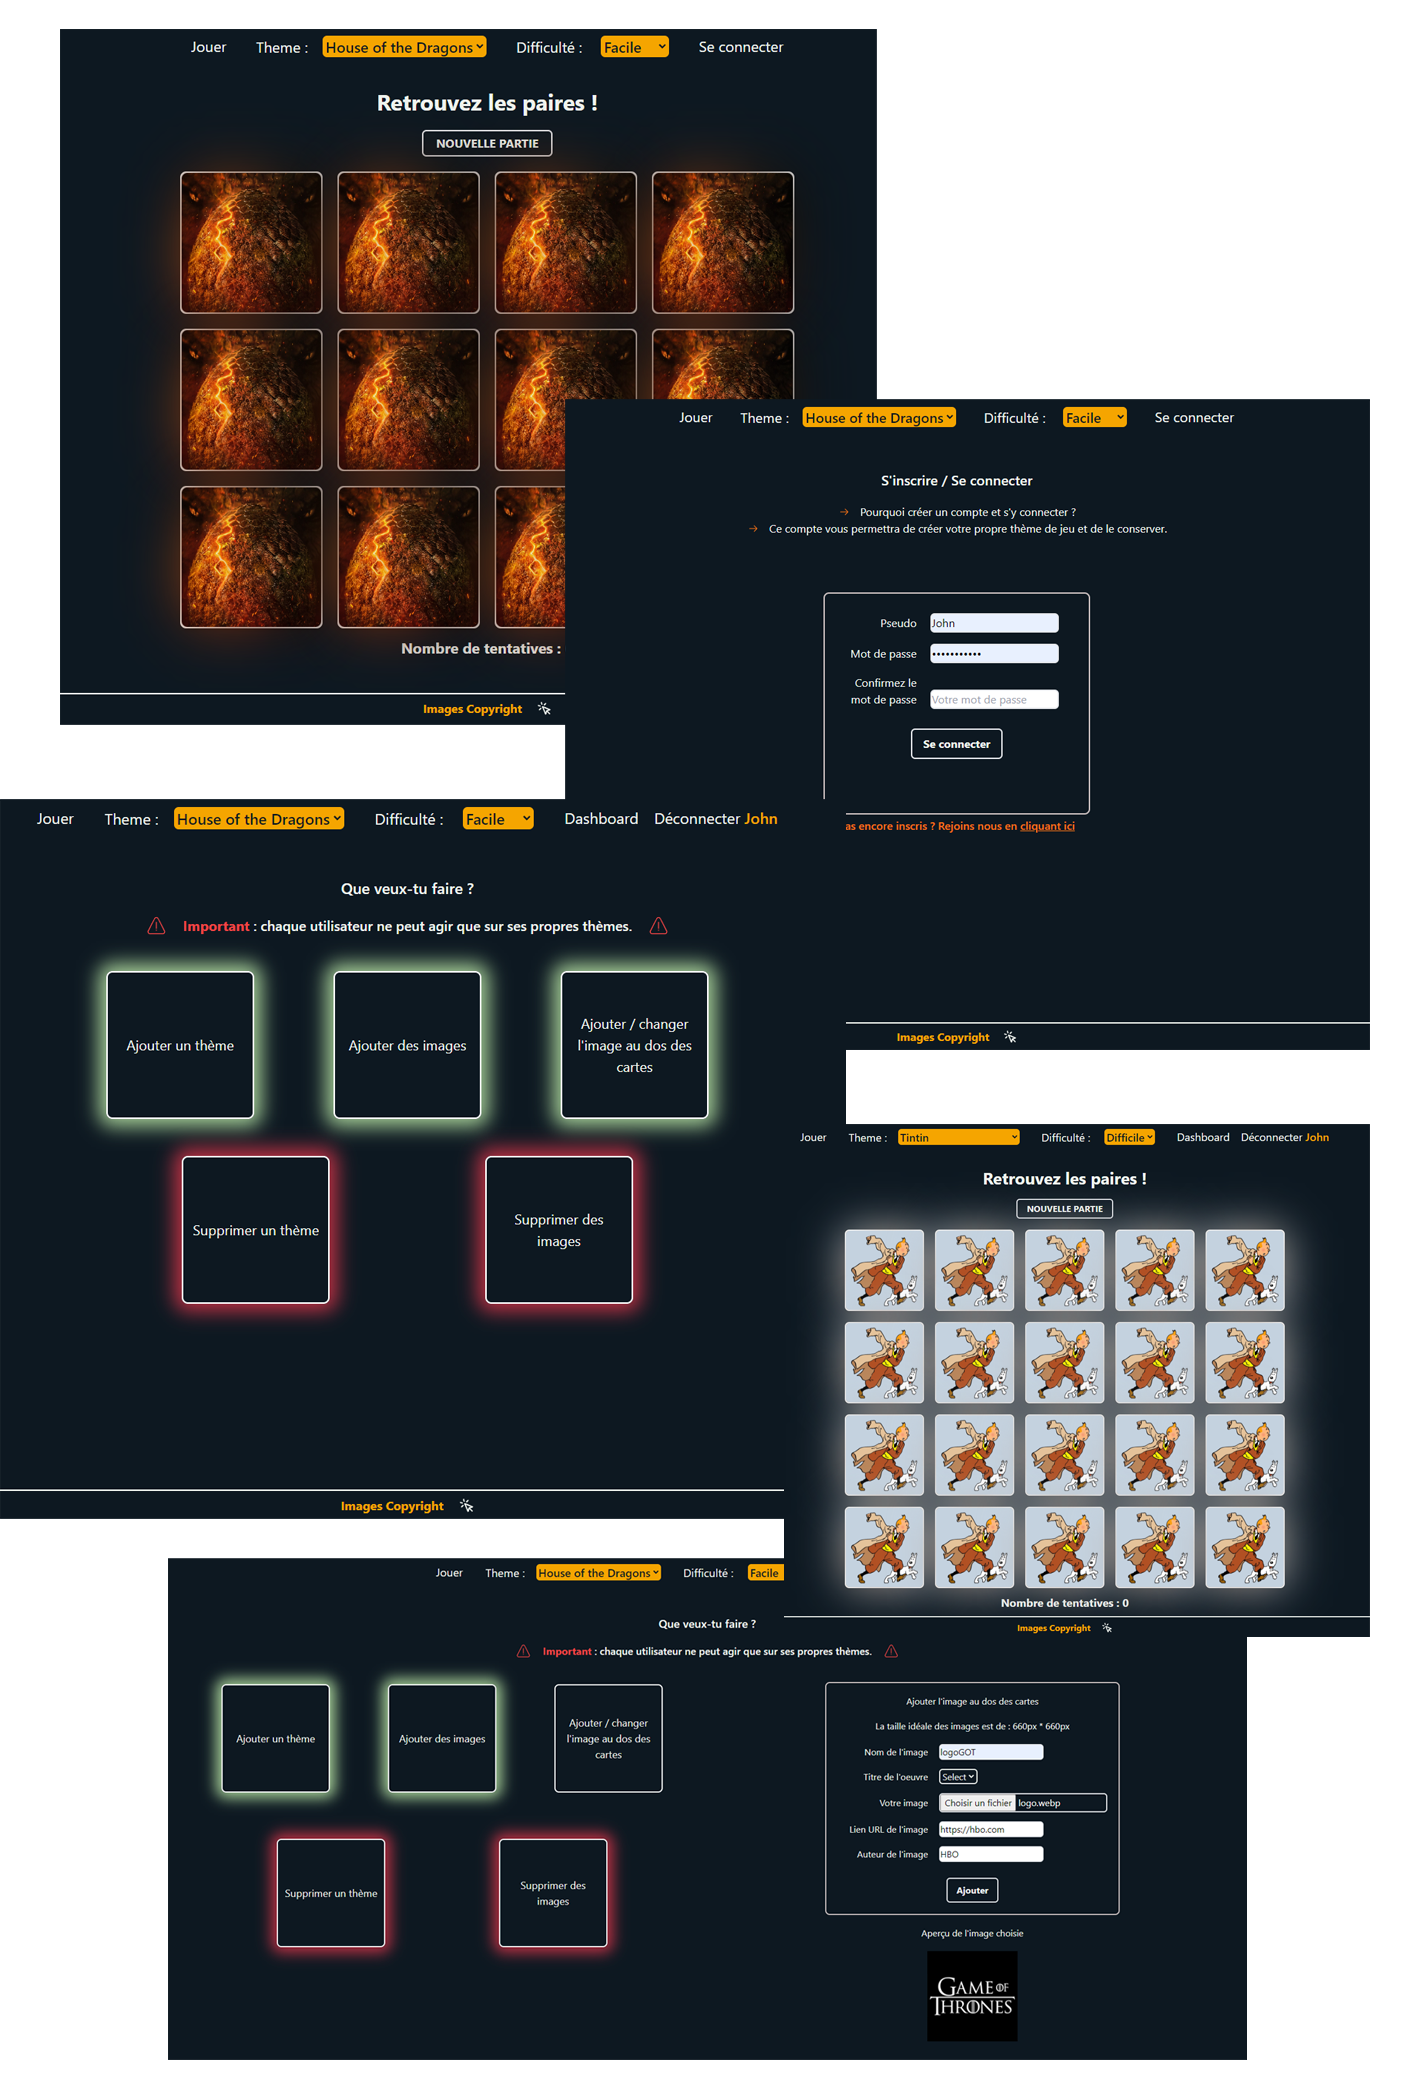 Jouer Theme : House of the Dragons Difficulté : Facile Se connecter
Retrouvez les paires !
NOUVELLE PARTIE
Nombre de tentatives :
Images Copyright
Jouer Theme : House of the Dragons Difficulté : Facile Se connecter
S'inscrire / Se connecter
→ Pourquoi créer un compte et s'y connecter ?
→ Ce compte vous permettra de créer votre propre thème de jeu et de le conserver.
Pseudo John
Mot de passe •••••••••••
Confirmez le
mot de passe Votre mot de passe
Se connecter
as encore inscris ? Rejoins nous en cliquant ici
Images Copyright
Jouer Theme : House of the Dragons Difficulté : Facile Dashboard Déconnecter John
Que veux-tu faire ?
Important : chaque utilisateur ne peut agir que sur ses propres thèmes.
Ajouter un thème
Ajouter des images
Ajouter / changer
l'image au dos des
cartes
Supprimer un thème
Supprimer des
images
Images Copyright
Jouer Theme : Tintin Difficulté : Difficile Dashboard Déconnecter John
Retrouvez les paires !
NOUVELLE PARTIE
Nombre de tentatives : 0
Images Copyright
Jouer Theme : House of the Dragons Difficulté : Facile
Que veux-tu faire ?
Important : chaque utilisateur ne peut agir que sur ses propres thèmes.
Ajouter un thème
Ajouter des images
Ajouter / changer
l'image au dos des
cartes
Supprimer un thème
Supprimer des
images
Ajouter l'image au dos des cartes
La taille idéale des images est de : 660px * 660px
Nom de l'image logoGOT
Titre de l'oeuvre Select
Votre image Choisir un fichier logo.webp
Lien URL de l'image https://hbo.com
Auteur de l'image HBO
Ajouter
Aperçu de l'image choisie
GAME OF
THRONES